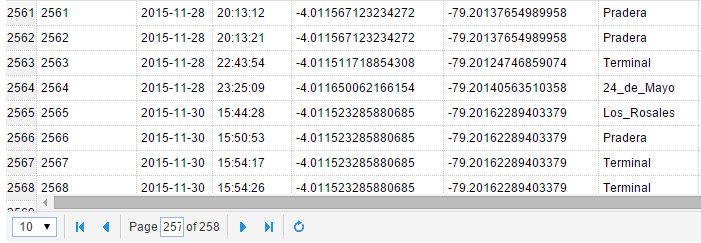 2561 2561 2015-11-28 20:13:12 -4.011567123234272 -79.20137654989958 Pradera
2562 2562 2015-11-28 20:13:21 -4.011567123234272 -79.20137654989958 Pradera
2563 2563 2015-11-28 22:43:54 -4.011511718854308 -79.20124746859074 Terminal
2564 2564 2015-11-28 23:25:09 -4.011650062166154 -79.20140563510358 24_de_Mayo
2565 2565 2015-11-30 15:44:28 -4.011523285880685 -79.20162289403379 Los_Rosales
2566 2566 2015-11-30 15:50:53 -4.011523285880685 -79.20162289403379 Pradera
2567 2567 2015-11-30 15:54:17 -4.011523285880685 -79.20162289403379 Terminal
2568 2568 2015-11-30 15:54:26 -4.011523285880685 -79.20162289403379 Terminal
10 Page 257 of 258